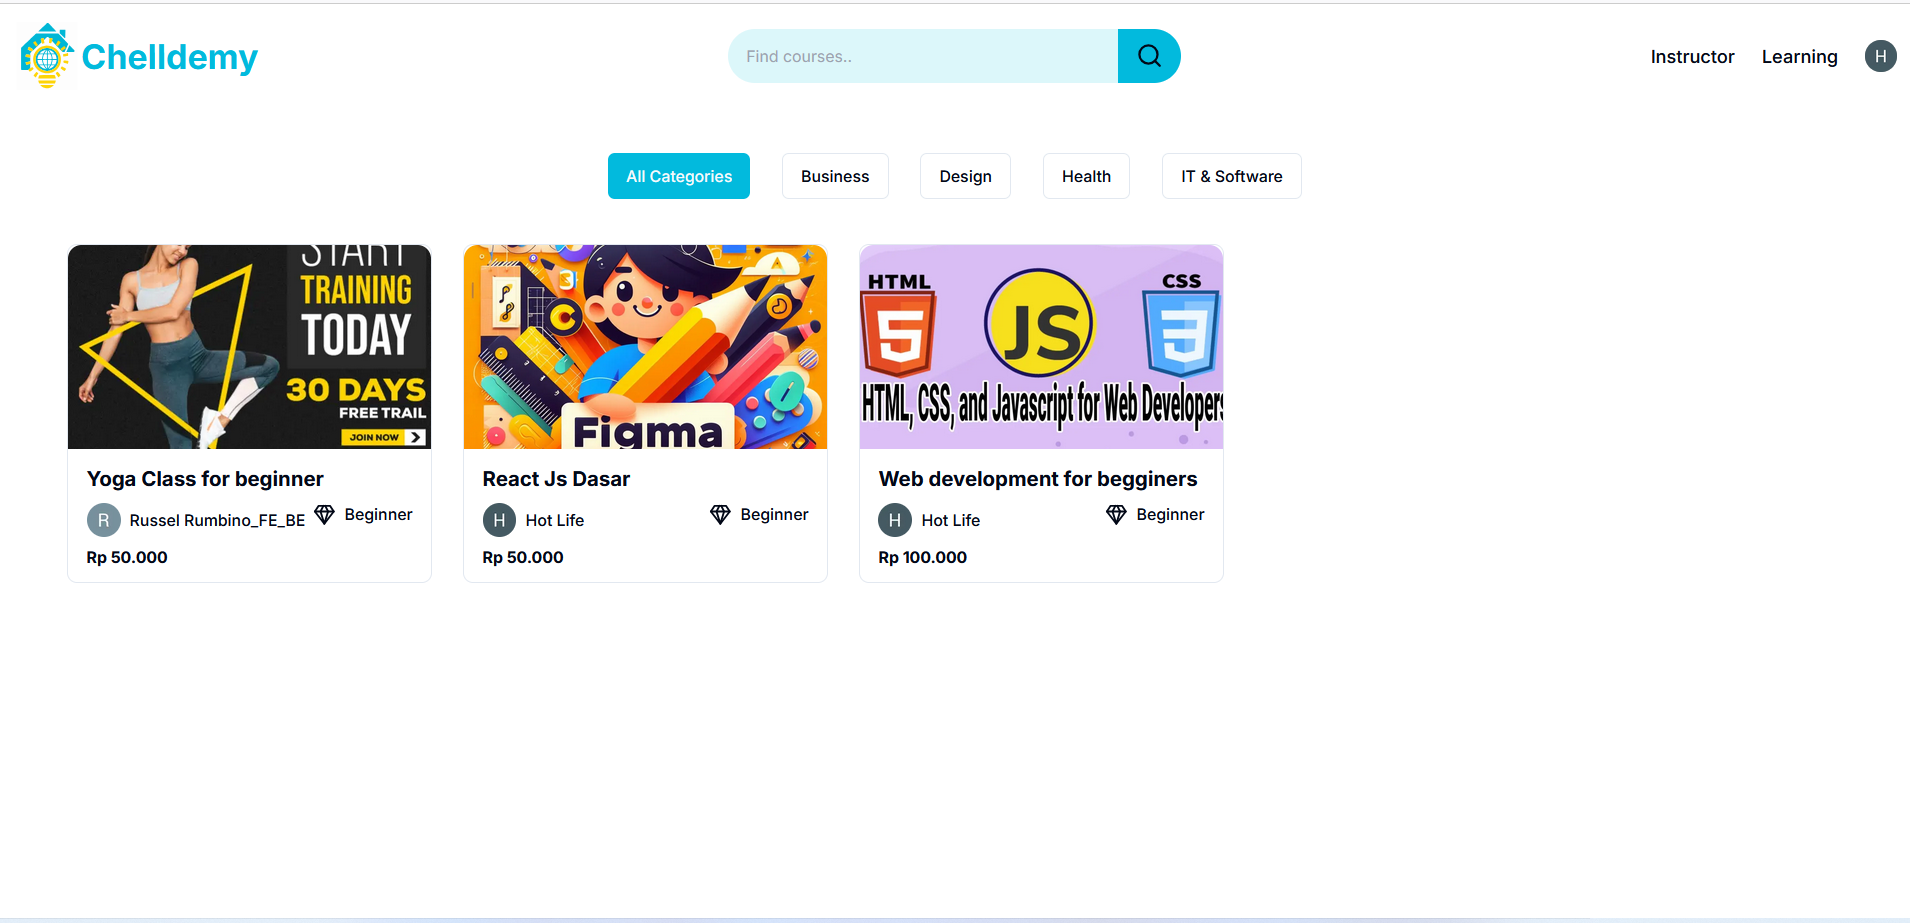 Chelldemy
Find courses..
Instructor
Learning
H
All Categories
Business
Design
Health
IT & Software
START
TRAINING
TODAY
30 DAYS
FREE TRAIL
JOIN NOW
Yoga Class for beginner
R Russel Rumbino_FE_BE Beginner
Rp 50.000
Figma
React Js Dasar
H Hot Life Beginner
Rp 50.000
HTML
CSS
5
JS
3
HTML, CSS, and Javascript for Web Developers
Web development for begginers
H Hot Life Beginner
Rp 100.000